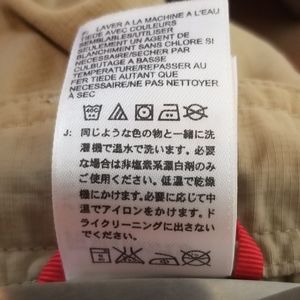 F: LAVER A LA MACHINE A L'EAU
TIEDE AVEC COULEURS
SEMBLABLES/UTILISER
SEULEMENT UN AGENT DE
BLANCHIMENT SANS CHLORE SI
NECESSAIRE/SECHER PAR
CULBUTAGE A BASSE
TEMPERATURE/REPASSER AU
FER TIEDE AUTANT QUE
NECESSAIRE/NE PAS NETTOYER
A SEC
J: 同じような色の物と一緒に洗
濯機で温水で洗います。必要
な場合は非塩素系漂白剤のみ
ご使用ください。低温で乾燥
機にかけます。必要に応じて中
温でアイロンをかけます。ド
ライクリーニングに出さない
でください。